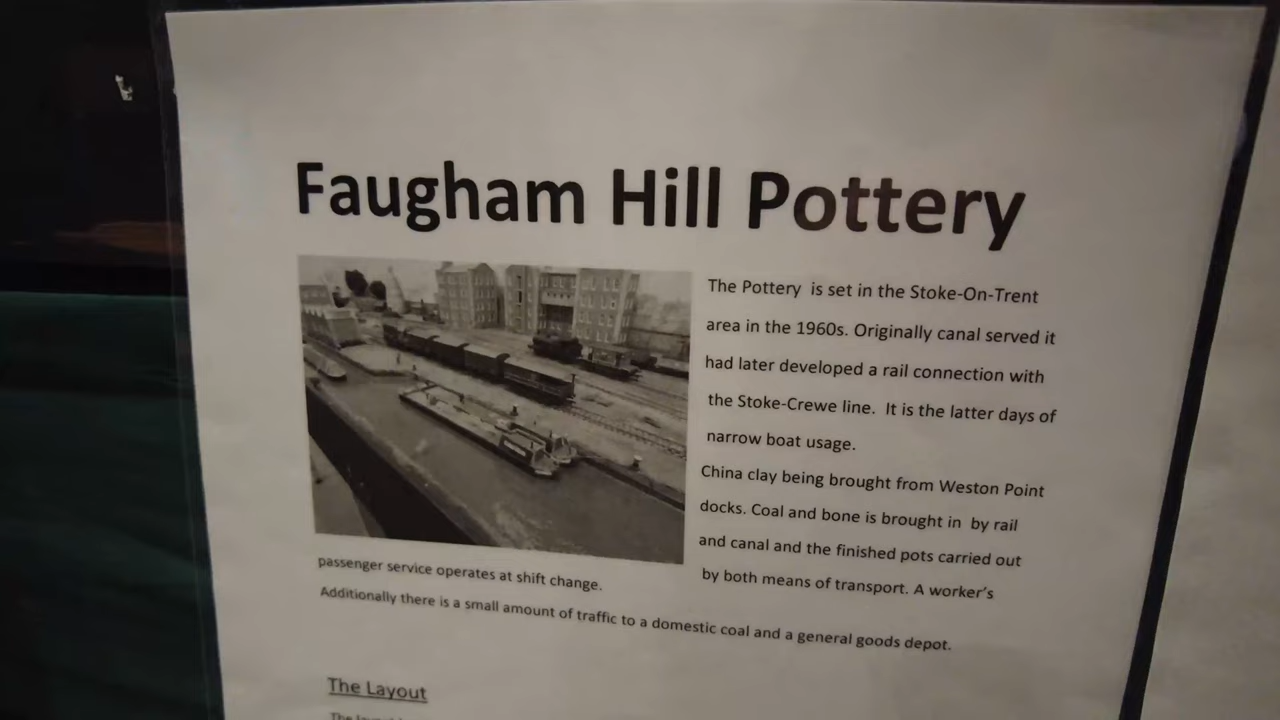 Faugham Hill Pottery
The Pottery is set in the Stoke-On-Trent
area in the 1960s. Originally canal served it
had later developed a rail connection with
the Stoke-Crewe line. It is the latter days of
narrow boat usage.
China clay being brought from Weston Point
docks. Coal and bone is brought in by rail
and canal and the finished pots carried out
by both means of transport. A worker's
passenger service operates at shift change.
Additionally there is a small amount of traffic to a domestic coal and a general goods depot.
The Layout